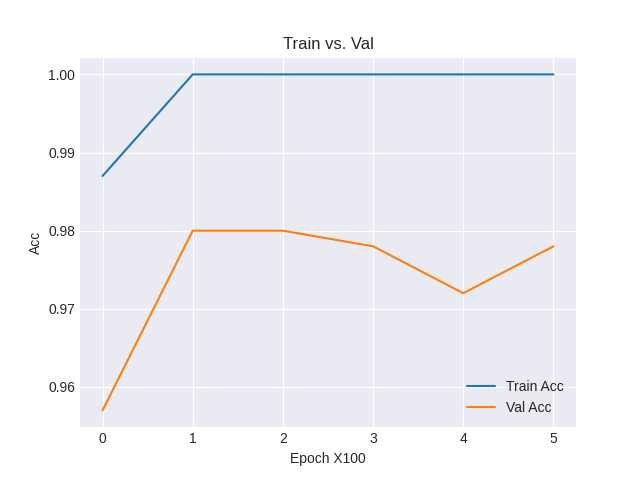 Train vs. Val
1.00
0.99
0.98
0.97
0.96
Acc
0 1 2 3 4 5
Epoch X100
Train Acc
Val Acc